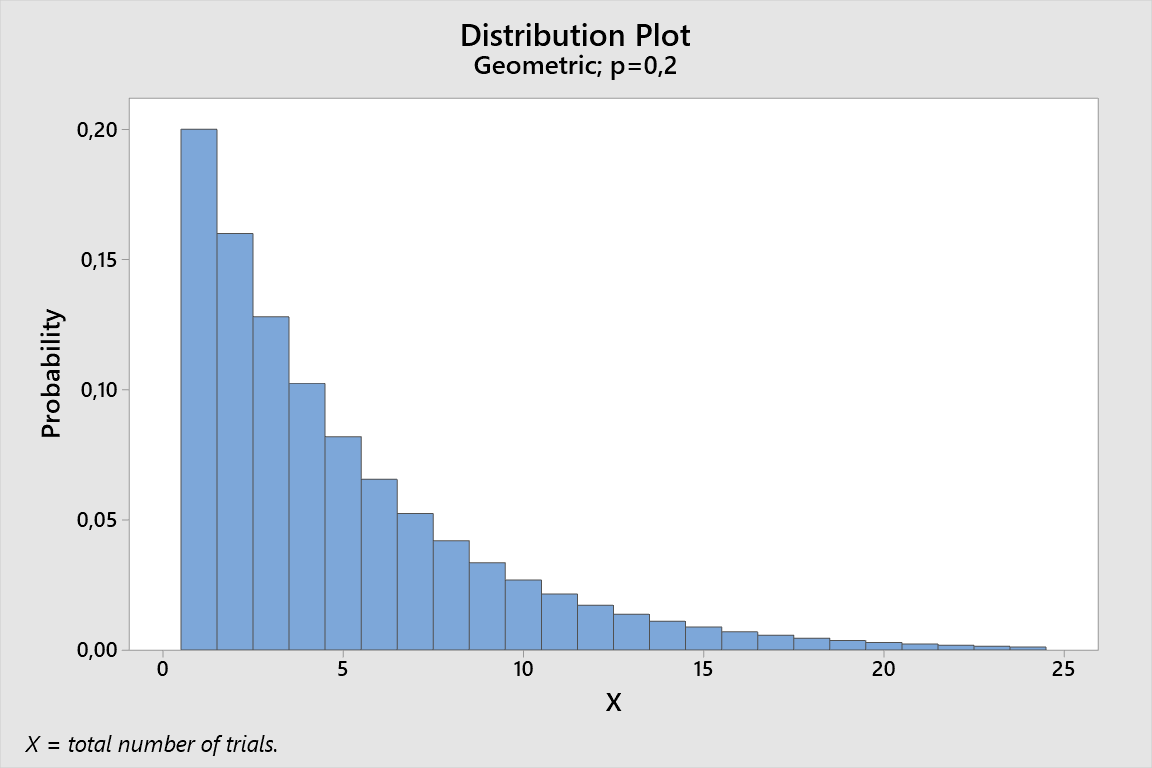 Distribution Plot
Geometric; p=0,2
0,20
0,15
0,10
0,05
0,00
Probability
0 5 10 15 20 25
X
X = total number of trials.